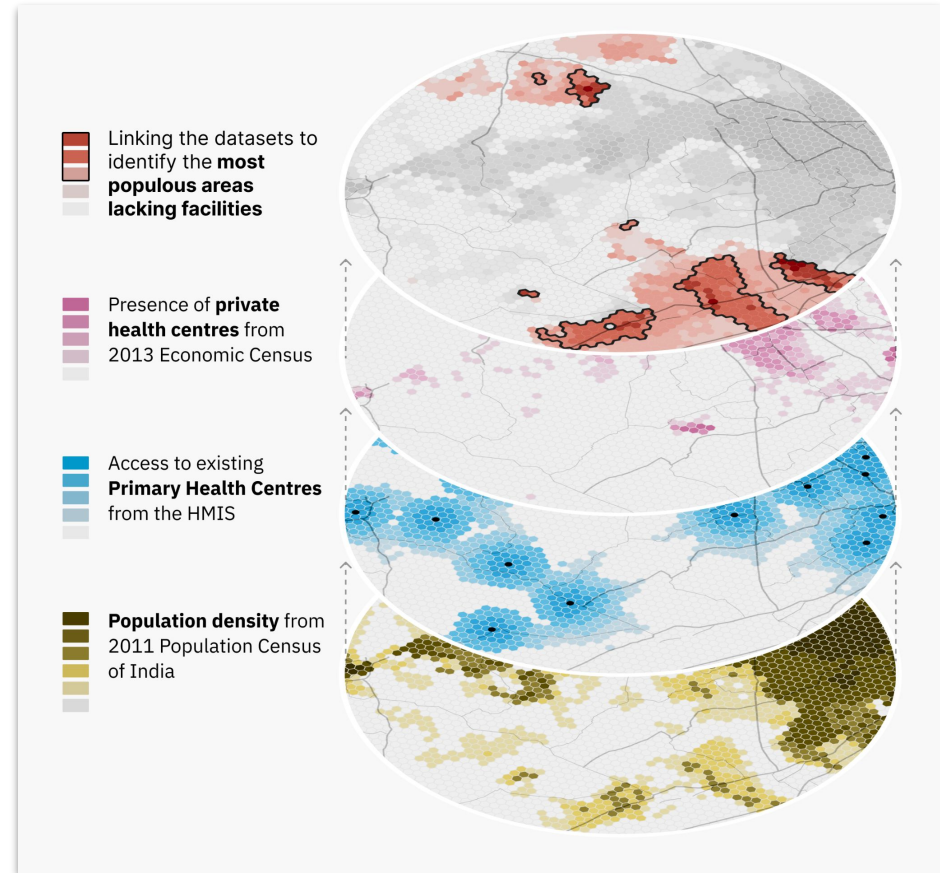 Linking the datasets to
identify the most
populous areas
lacking facilities
Presence of private
health centres from
2013 Economic Census
Access to existing
Primary Health Centres
from the HMIS
Population density from
2011 Population Census
of India